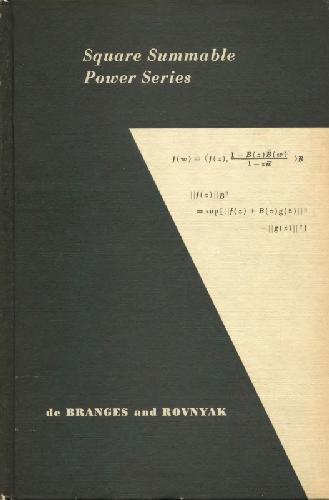 Square Summable
Power Series
f(w) = ⟨f(z), 1 − B(z)B̄(w) / 1 − zw̄ ⟩B
||f(z)||B²
= sup[||f(z) + B(z)g(z)||²
− ||g(z)||²]
de BRANGES and ROVNYAK